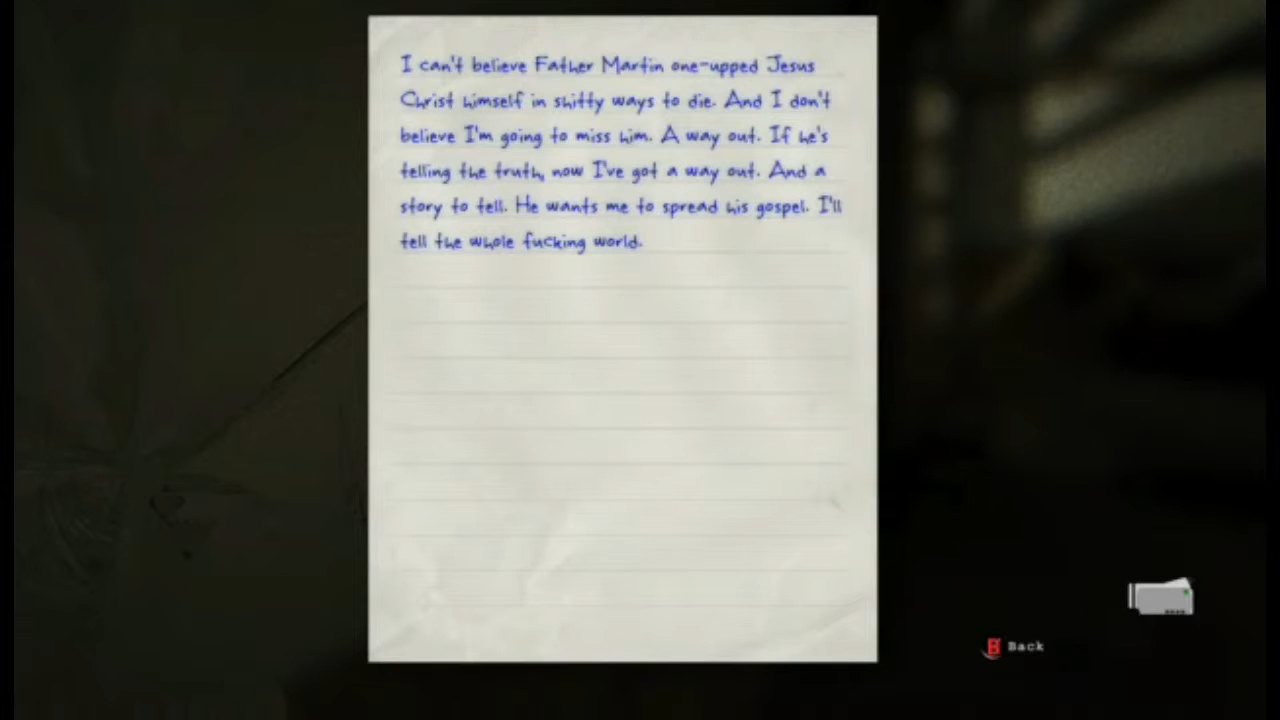 I can't believe Father Martin one-upped Jesus
Christ himself in shitty ways to die. And I don't
believe I'm going to miss him. A way out. If he's
telling the truth, now I've got a way out. And a
story to tell. He wants me to spread his gospel. I'll
tell the whole fucking world.
B Back